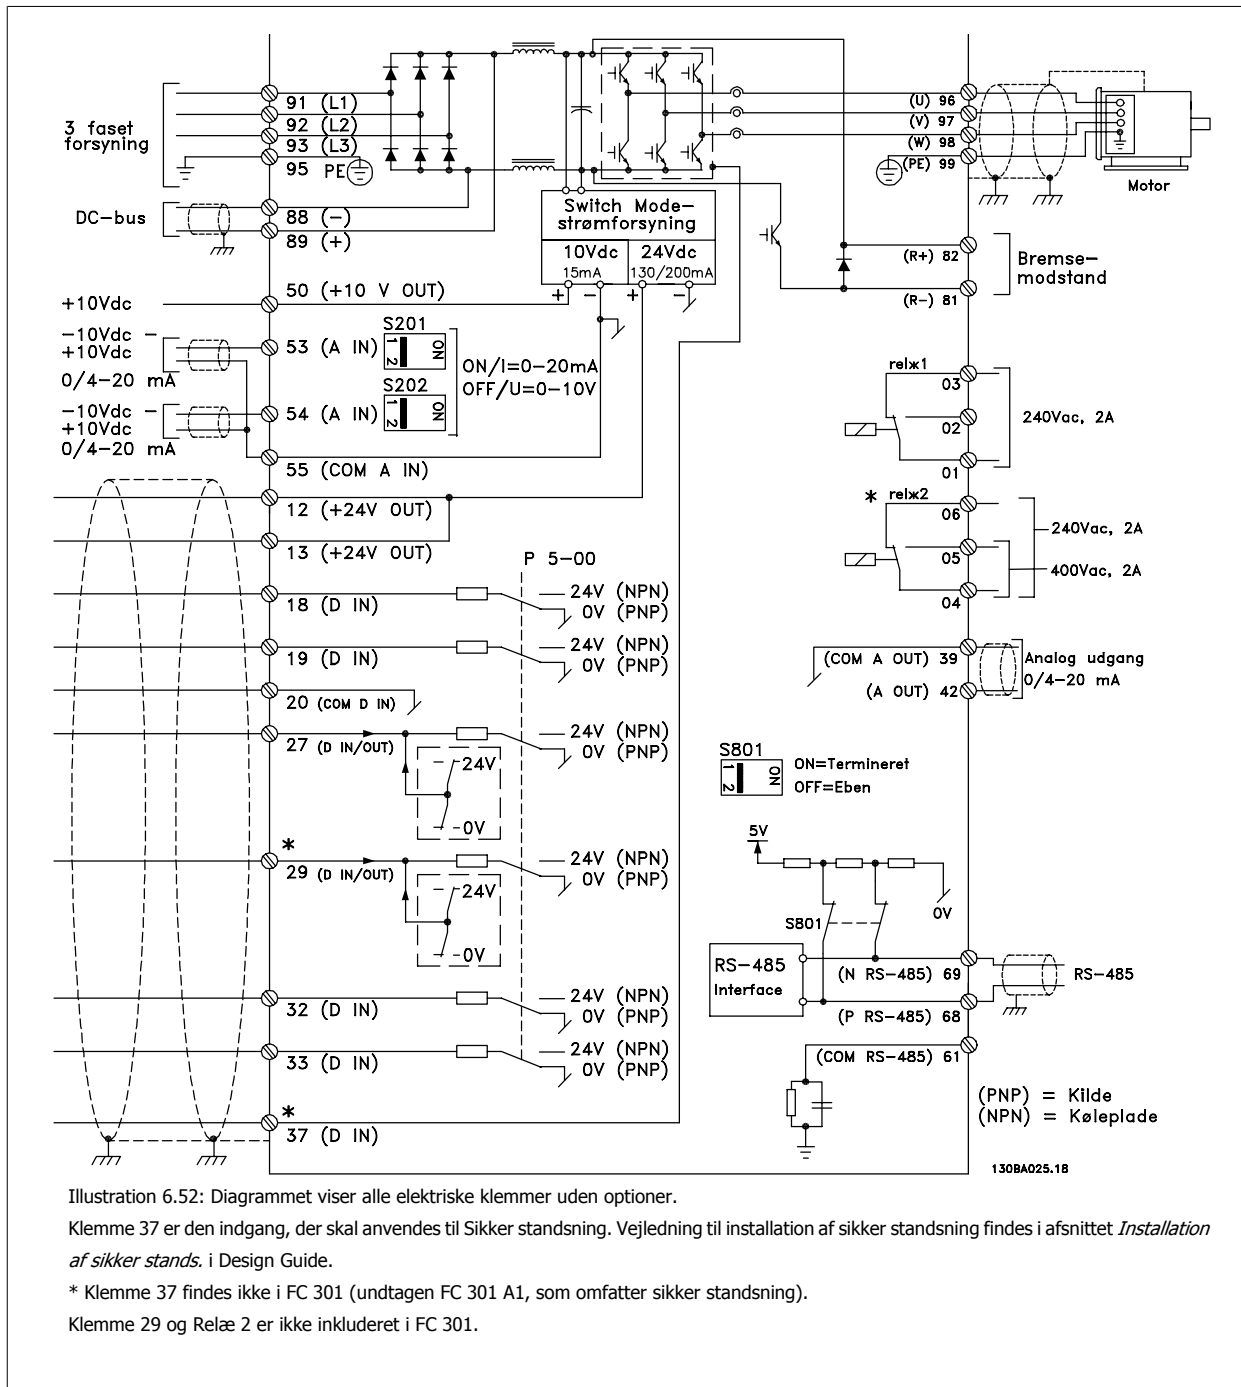 3 faset
forsyning
91 (L1)
92 (L2)
93 (L3)
95 PE
DC-bus
88 (-)
89 (+)
Switch Mode-
strømforsyning
10Vdc
15mA
24Vdc
130/200mA
+ - + -
(U) 96
(V) 97
(W) 98
(PE) 99
Motor
(R+) 82
(R-) 81
Bremse-
modstand
+10Vdc
50 (+10 V OUT)
-10Vdc -
+10Vdc
0/4-20 mA
53 (A IN)
S201
1 2
ON
ON/I=0-20mA
OFF/U=0-10V
-10Vdc -
+10Vdc
0/4-20 mA
54 (A IN)
S202
1 2
ON
55 (COM A IN)
12 (+24V OUT)
13 (+24V OUT)
relж1
03
02
01
240Vac, 2A
* relж2
06
05
04
240Vac, 2A
400Vac, 2A
P 5-00
18 (D IN)
24V (NPN)
0V (PNP)
19 (D IN)
24V (NPN)
0V (PNP)
20 (COM D IN)
27 (D IN/OUT)
24V (NPN)
0V (PNP)
24V
0V
*
29 (D IN/OUT)
24V (NPN)
0V (PNP)
24V
0V
32 (D IN)
24V (NPN)
0V (PNP)
33 (D IN)
24V (NPN)
0V (PNP)
*
37 (D IN)
(COM A OUT) 39
(A OUT) 42
Analog udgang
0/4-20 mA
S801
1 2
ON
ON=Termineret
OFF=Eben
5V
S801
0V
RS-485
Interface
(N RS-485) 69
(P RS-485) 68
RS-485
(COM RS-485) 61
(PNP) = Kilde
(NPN) = Køleplade
130BA025.18
Illustration 6.52: Diagrammet viser alle elektriske klemmer uden optioner.
Klemme 37 er den indgang, der skal anvendes til Sikker standsning. Vejledning til installation af sikker standsning findes i afsnittet Installation
af sikker stands. i Design Guide.
* Klemme 37 findes ikke i FC 301 (undtagen FC 301 A1, som omfatter sikker standsning).
Klemme 29 og Relæ 2 er ikke inkluderet i FC 301.